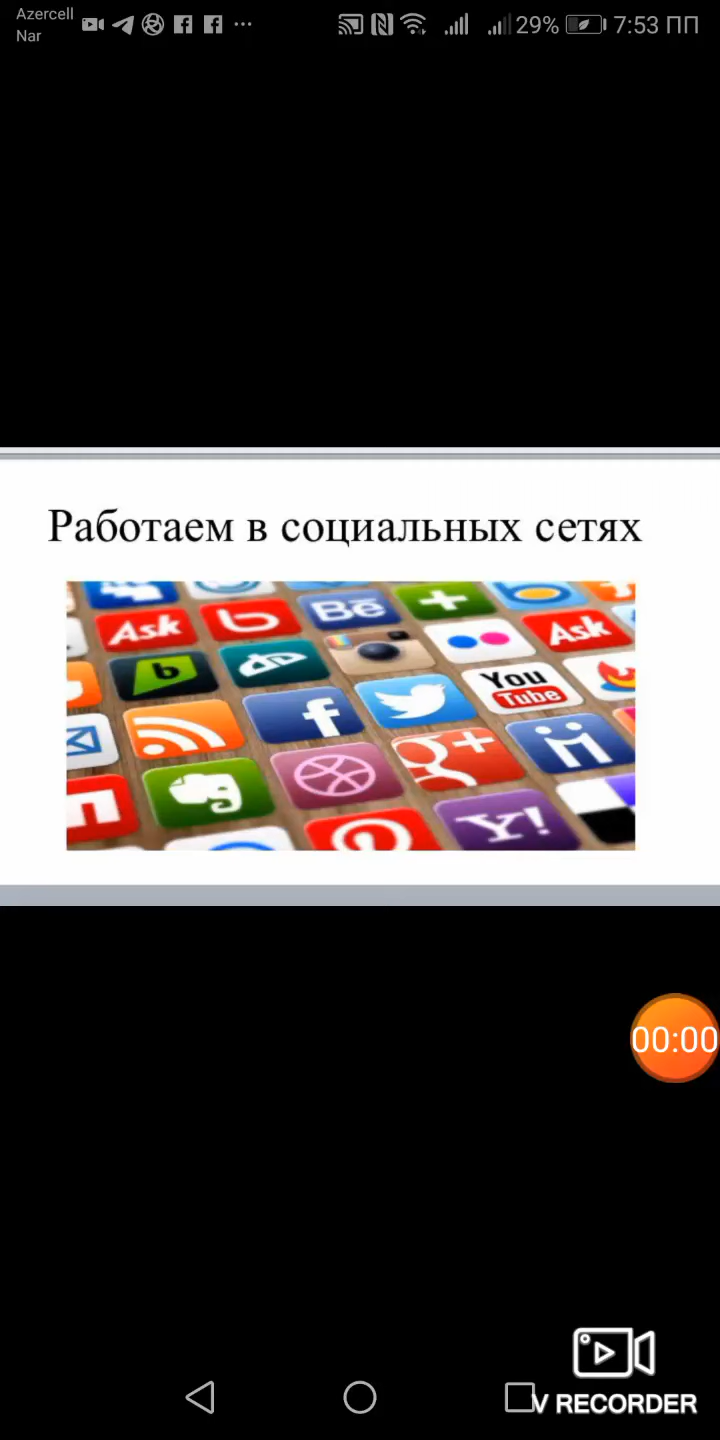 Azercell
Nar
29%
7:53 ПП
Работаем в социальных сетях
Bē
Ask
b
Ask
b
You
Tube
f
g+
Y!
00:00
V RECORDER